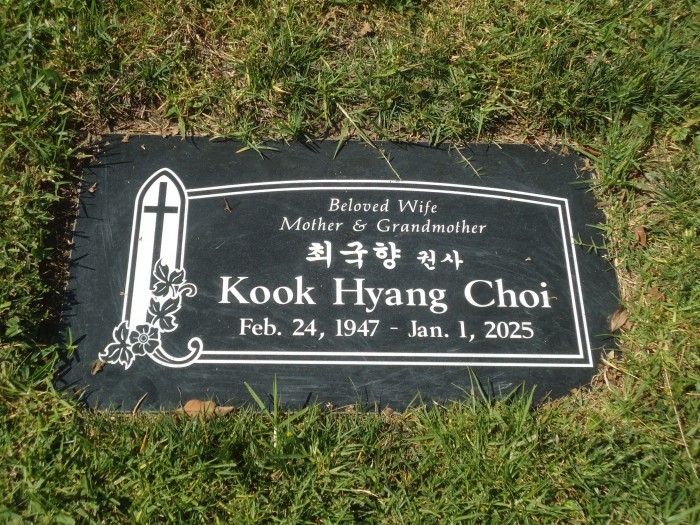 Beloved Wife
Mother & Grandmother
최국향 권사
Kook Hyang Choi
Feb. 24, 1947 - Jan. 1, 2025